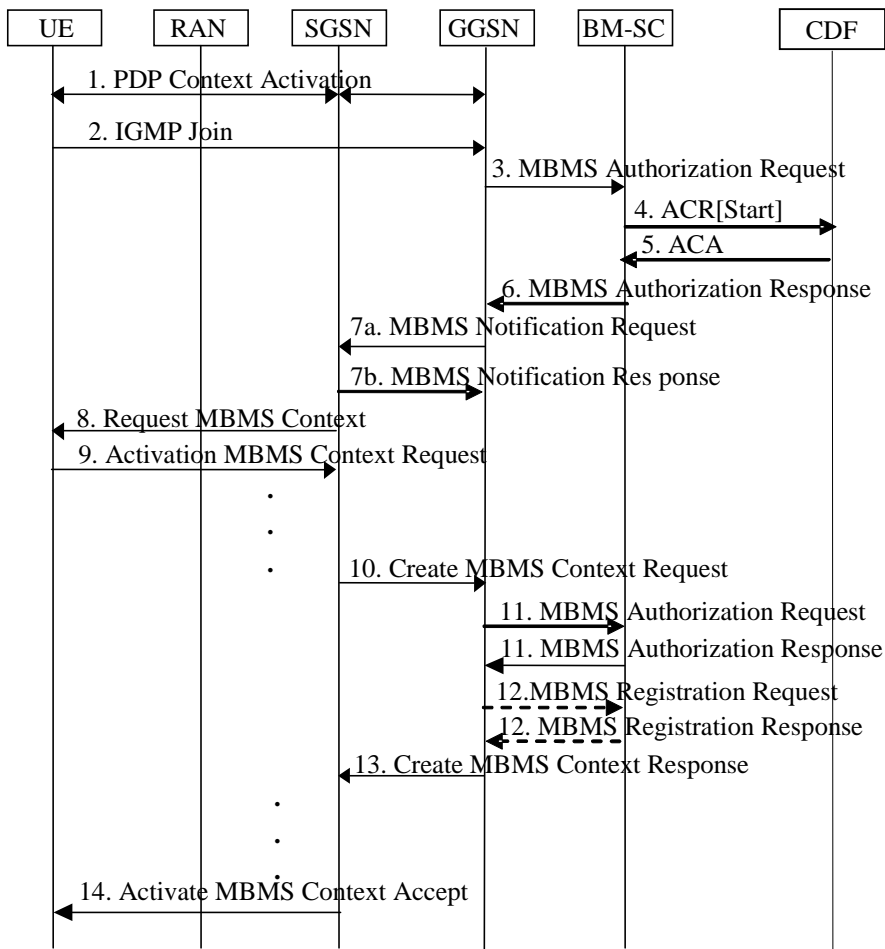 UE
RAN
SGSN
GGSN
BM-SC
CDF
1. PDP Context Activation
2. IGMP Join
3. MBMS Authorization Request
4. ACR[Start]
5. ACA
6. MBMS Authorization Response
7a. MBMS Notification Request
7b. MBMS Notification Res ponse
8. Request MBMS Context
9. Activation MBMS Context Request
10. Create MBMS Context Request
11. MBMS Authorization Request
11. MBMS Authorization Response
12.MBMS Registration Request
12. MBMS Registration Response
13. Create MBMS Context Response
14. Activate MBMS Context Accept